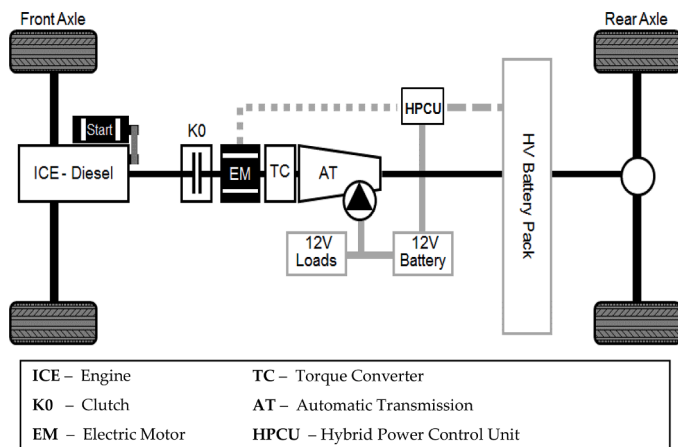 Front Axle
Rear Axle
Start
K0
HPCU
ICE - Diesel
EM
TC
AT
HV Battery Pack
12V
Loads
12V
Battery
ICE – Engine
TC – Torque Converter
K0 – Clutch
AT – Automatic Transmission
EM – Electric Motor
HPCU – Hybrid Power Control Unit